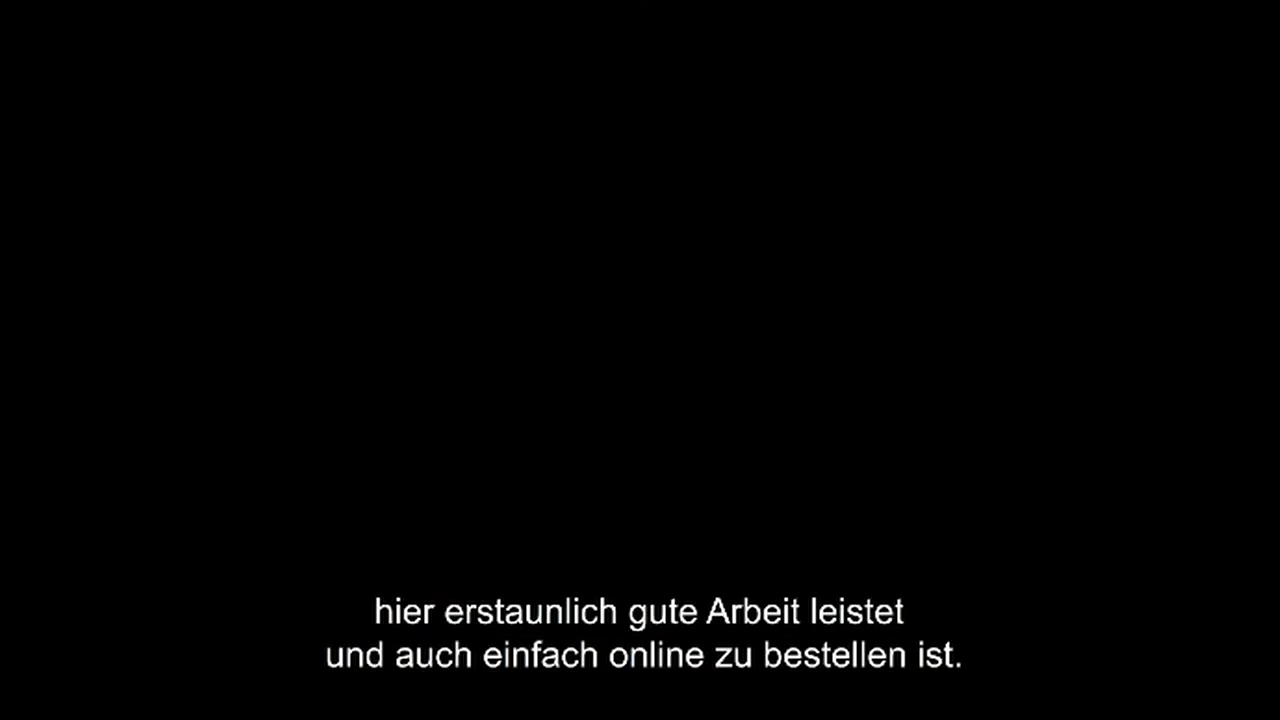 hier erstaunlich gute Arbeit leistet
und auch einfach online zu bestellen ist.